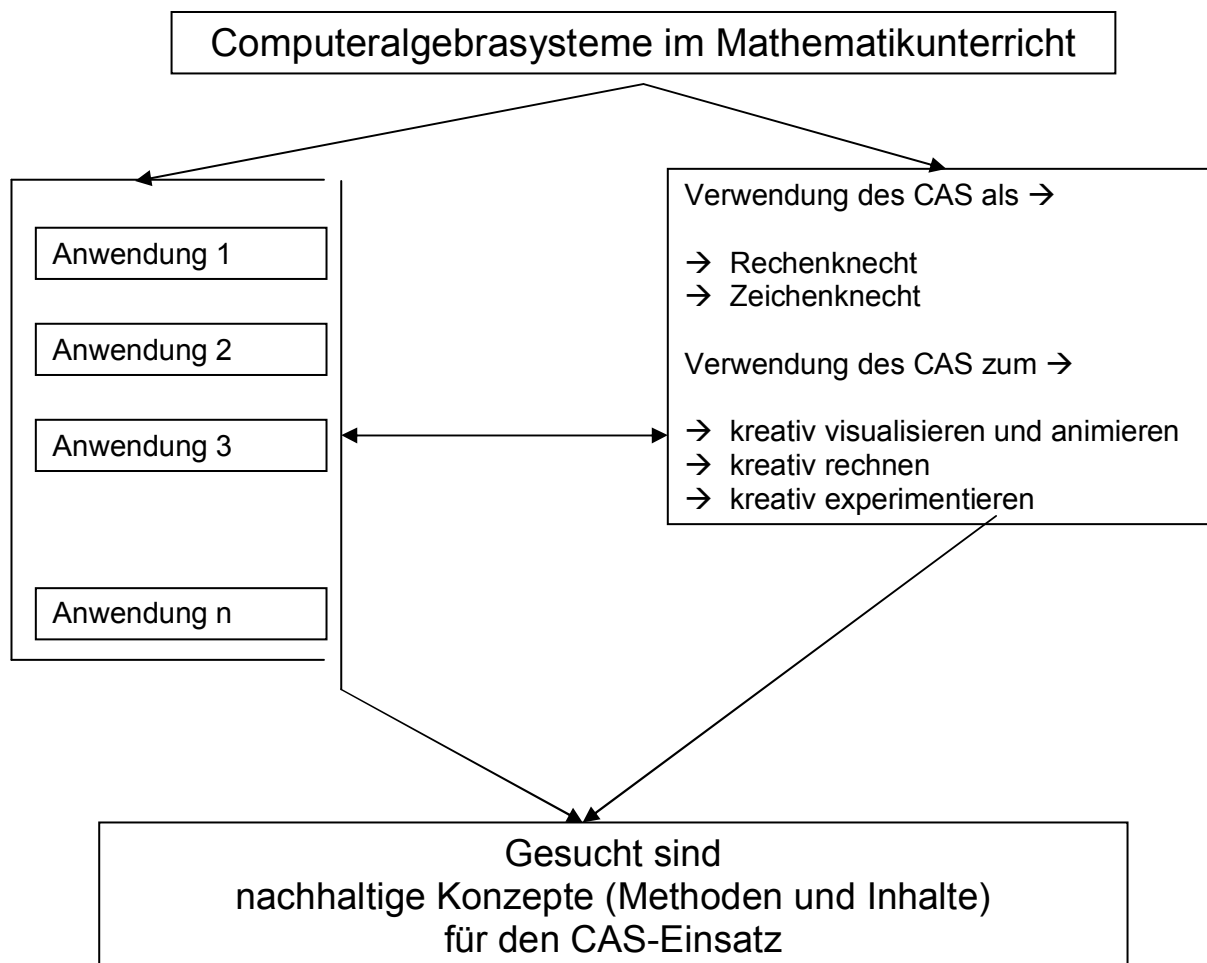 Computeralgebrasysteme im Mathematikunterricht
Anwendung 1
Anwendung 2
Anwendung 3
Anwendung n
Verwendung des CAS als →
→ Rechenknecht
→ Zeichenknecht
Verwendung des CAS zum →
→ kreativ visualisieren und animieren
→ kreativ rechnen
→ kreativ experimentieren
Gesucht sind
nachhaltige Konzepte (Methoden und Inhalte)
für den CAS-Einsatz